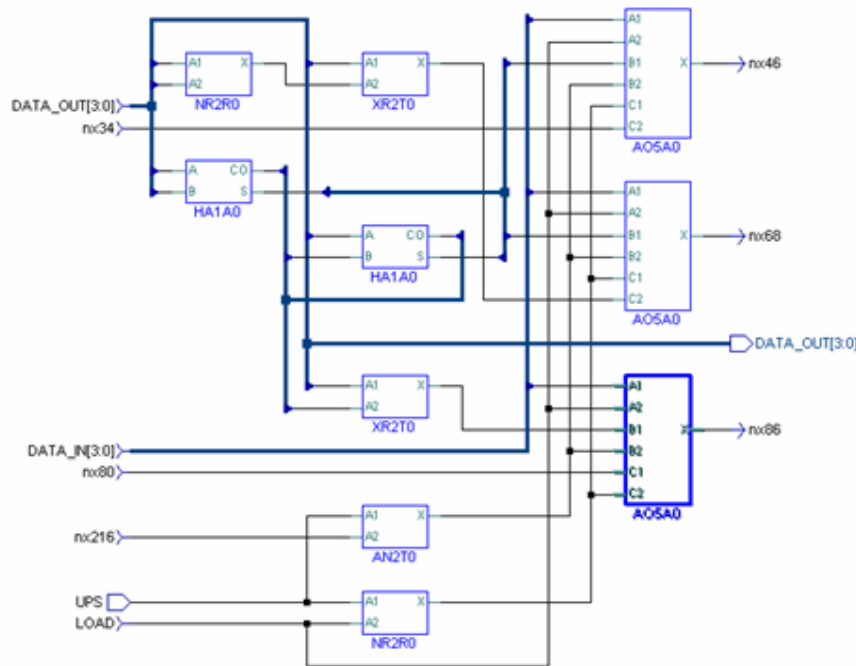 A1 X
A2
NR2R0
A1 X
A2
XR2T0
A1
A2
B1 X
B2
C1
C2
AO5A0
nx46
DATA_OUT[3:0]
nx34
A CO
B S
HA1A0
A CO
B S
HA1A0
A1
A2
B1 X
B2
C1
C2
AO5A0
nx68
DATA_OUT[3:0]
A1 X
A2
XR2T0
A1
A2
B1 X
B2
C1
C2
AO5A0
nx86
DATA_IN[3:0]
nx80
nx216
A1 X
A2
AN2T0
UPS
LOAD
A1 X
A2
NR2R0